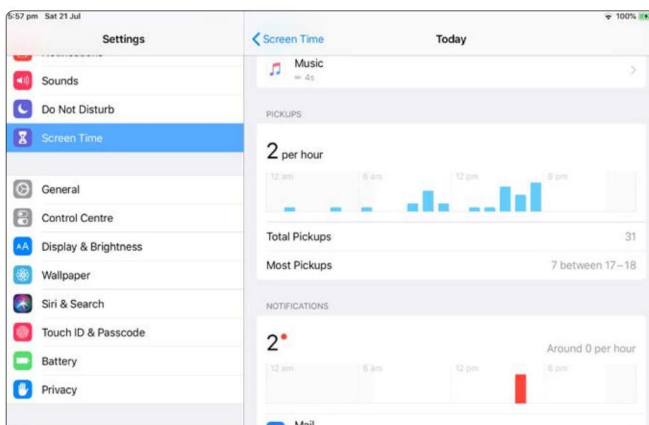 5:57 pm Sat 21 Jul
100%
Settings
Sounds
Do Not Disturb
Screen Time
General
Control Centre
Display & Brightness
Wallpaper
Siri & Search
Touch ID & Passcode
Battery
Privacy
Screen Time
Today
Music
4s
PICKUPS
2 per hour
12 am 6 am 12 pm 6 pm
Total Pickups 31
Most Pickups 7 between 17–18
NOTIFICATIONS
2
Around 0 per hour
12 am 6 am 12 pm 6 pm
Mail